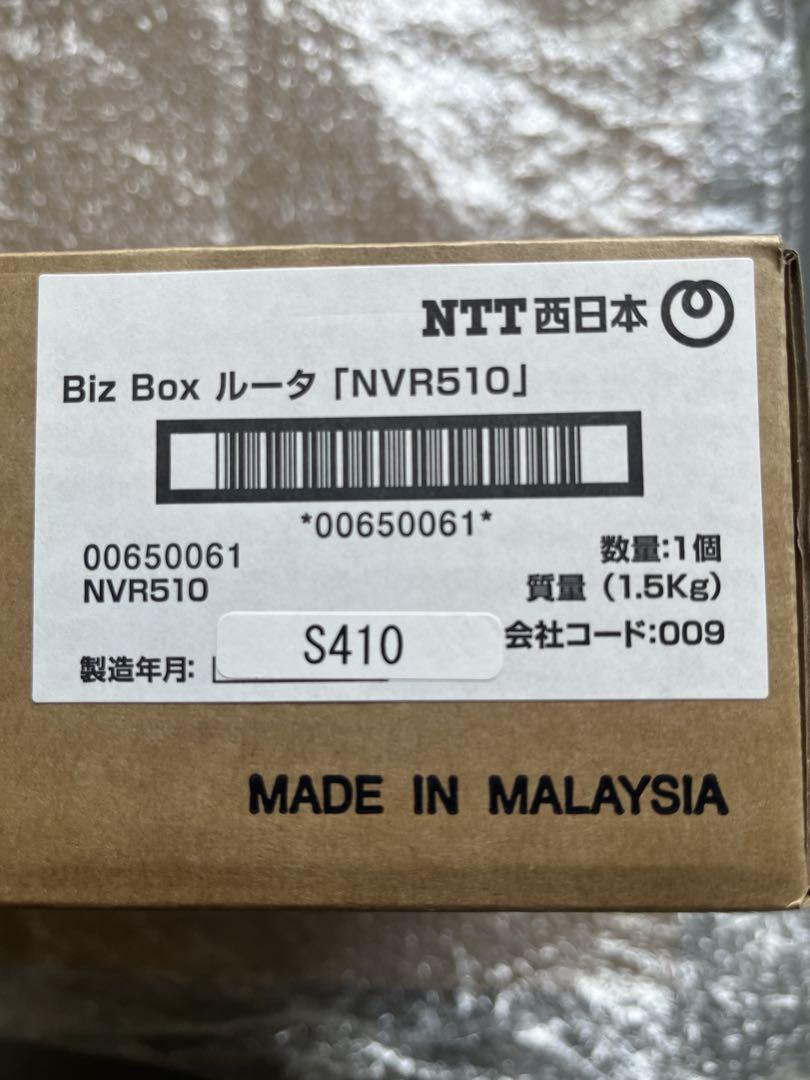 NTT西日本
Biz Box ルータ「NVR510」
*00650061*
00650061
数量:1個
NVR510
質量（1.5Kg）
S410
会社コード:009
製造年月:
MADE IN MALAYSIA